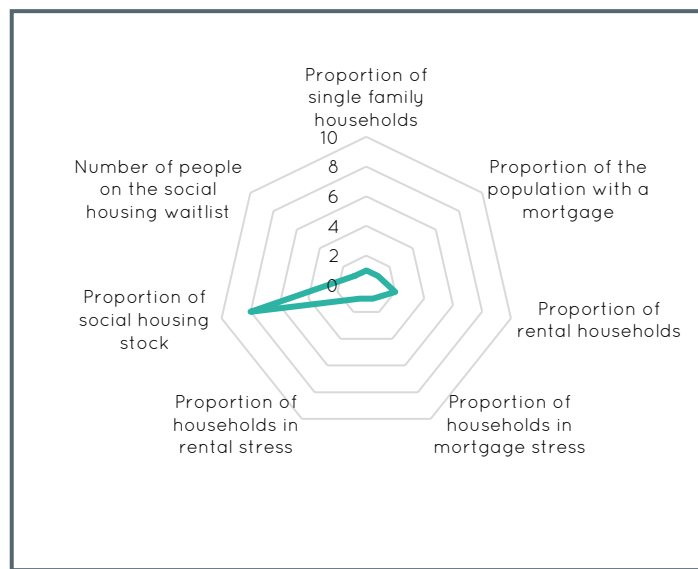 Proportion of
single family
households
10
8
6
4
2
0
Number of people
on the social
housing waitlist
Proportion of the
population with a
mortgage
Proportion of
social housing
stock
Proportion of
rental households
Proportion of
households in
rental stress
Proportion of
households in
mortgage stress